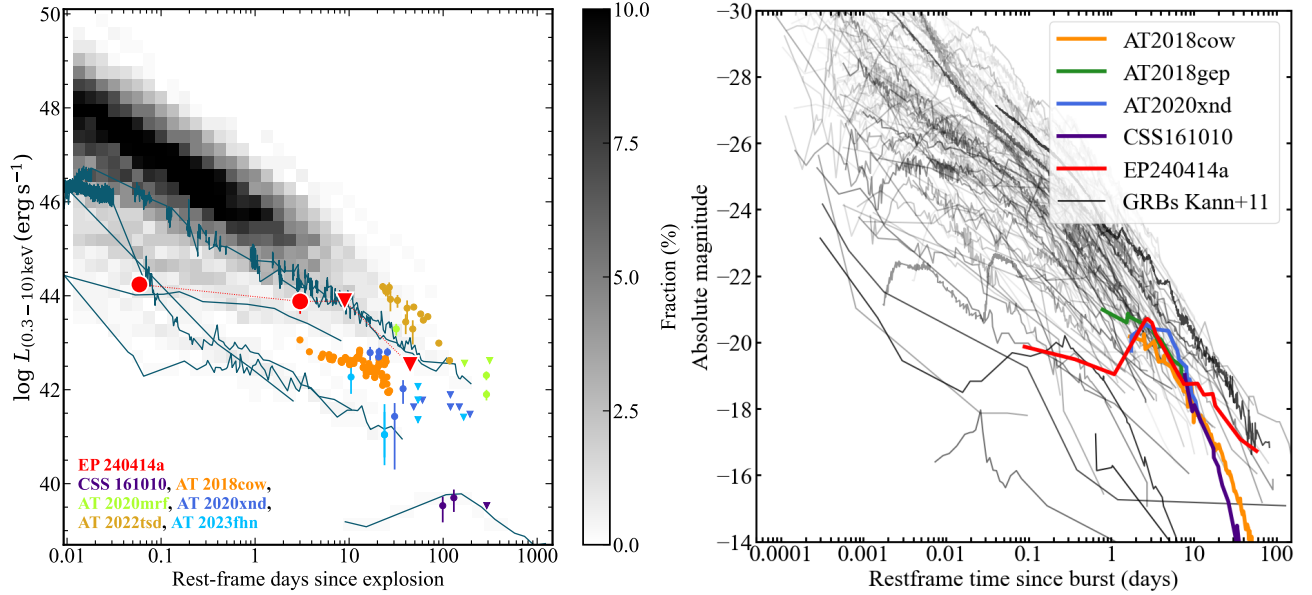 50
48
46
44
42
40
log L(0.3−10)keV (erg s−1)
EP 240414a
CSS 161010, AT 2018cow,
AT 2020mrf, AT 2020xnd,
AT 2022tsd, AT 2023fhn
0.01 0.1 1 10 100 1000
Rest-frame days since explosion
10.0
7.5
5.0
2.5
0.0
Fraction (%)
−30
−28
−26
−24
−22
−20
−18
−16
−14
Absolute magnitude
AT2018cow
AT2018gep
AT2020xnd
CSS161010
EP240414a
GRBs Kann+11
0.0001 0.001 0.01 0.1 1 10 100
Restframe time since burst (days)